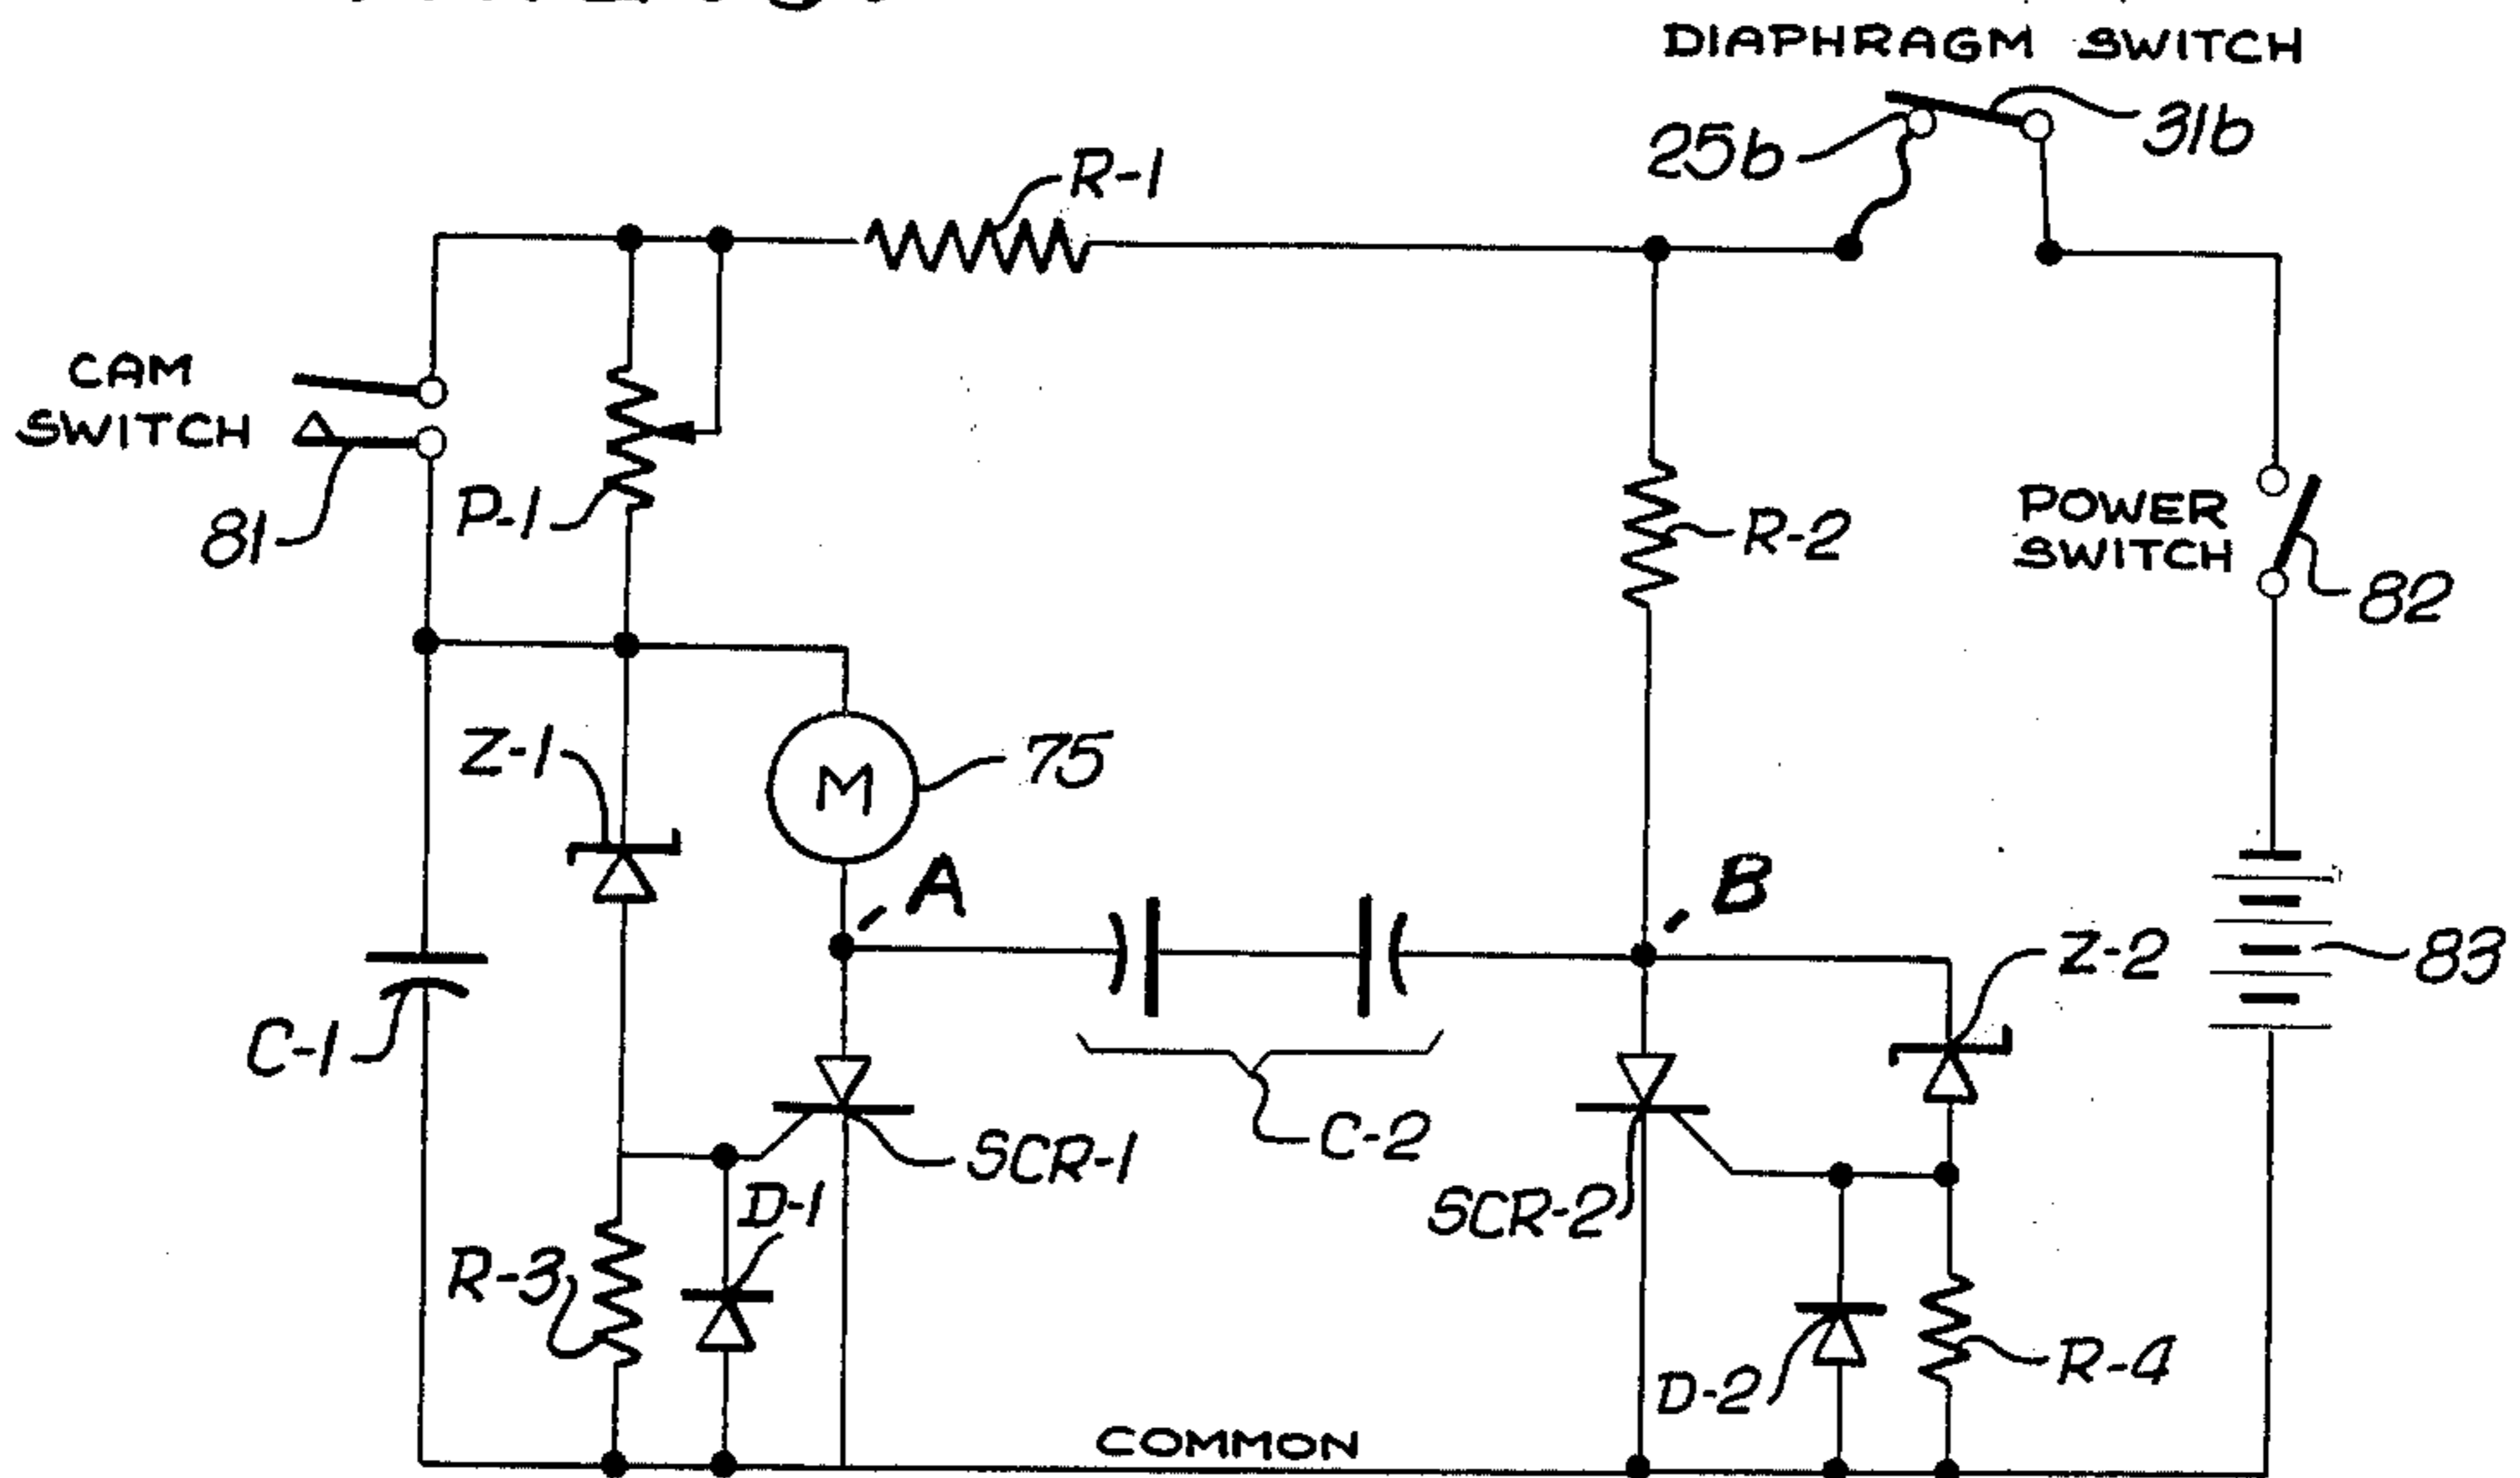 DIAPHRAGM SWITCH
25b
31b
R-1
CAM
SWITCH
81
P-1
R-2
POWER
SWITCH
82
Z-1
M
75
A
B
Z-2
83
C-1
C-2
SCR-1
SCR-2
D-1
R-3
D-2
R-4
COMMON